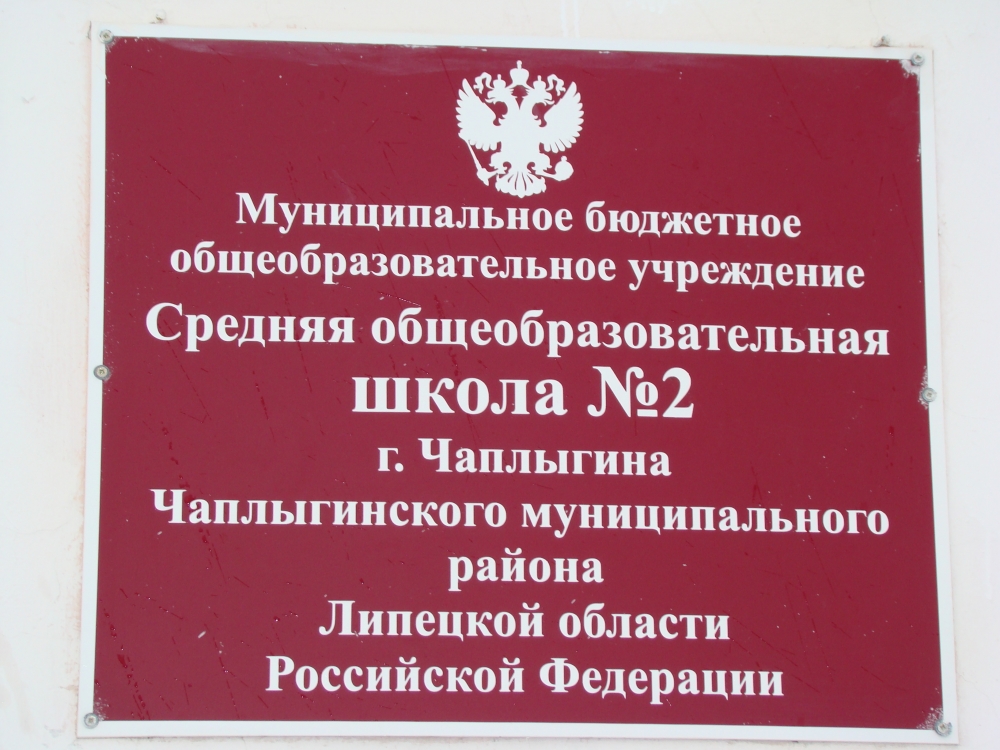 Муниципальное бюджетное
общеобразовательное учреждение
Средняя общеобразовательная
школа №2
г. Чаплыгина
Чаплыгинского муниципального
района
Липецкой области
Российской Федерации